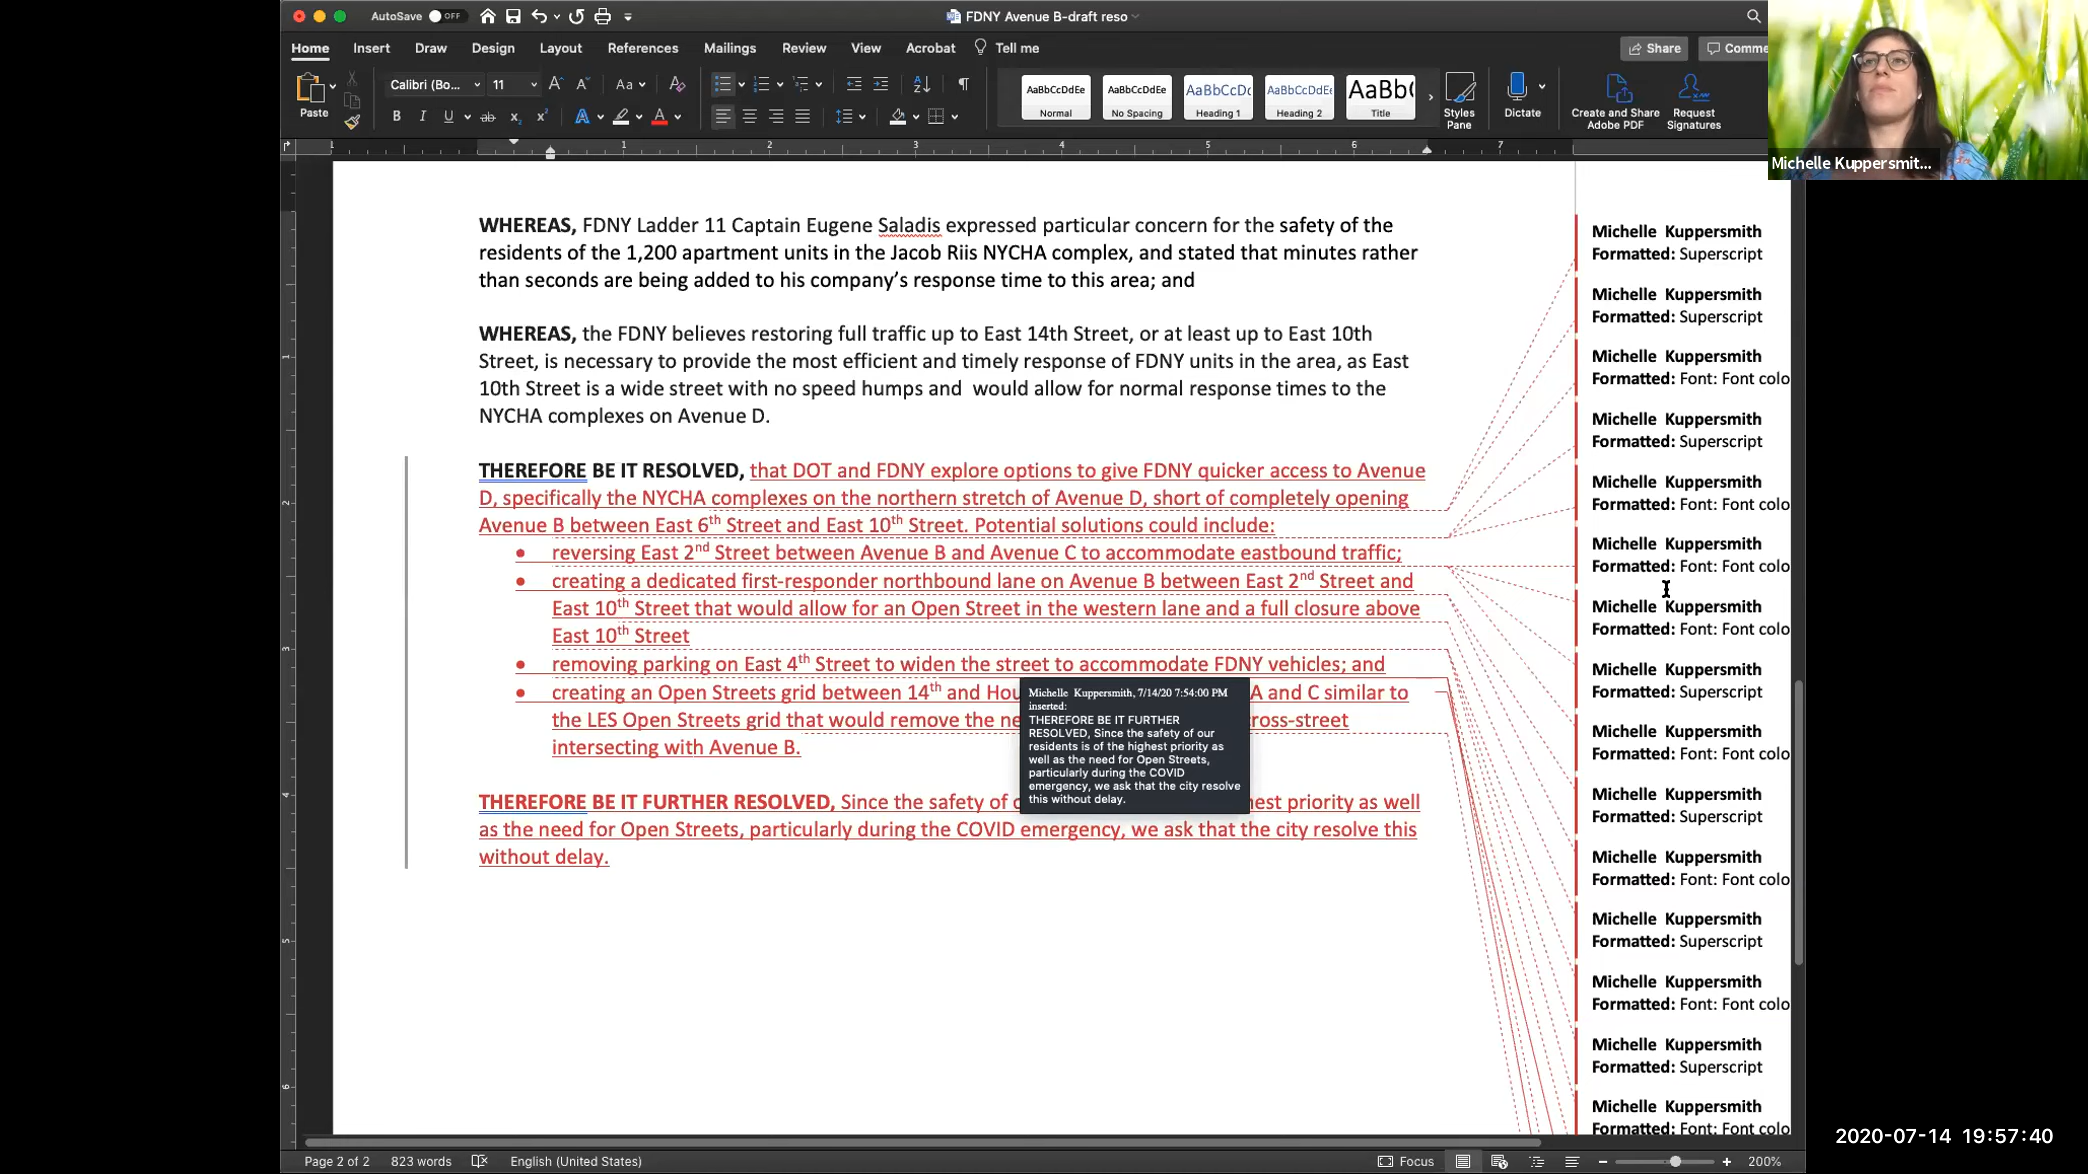 AutoSave OFF
FDNY Avenue B-draft reso
Home Insert Draw Design Layout References Mailings Review View Acrobat Tell me
Share
Paste
Calibri (Bo... 11
Aa
B I U ab
AaBbCcDdEe Normal
AaBbCcDdEe No Spacing
AaBbCcDc Heading 1
AaBbCcDdEe Heading 2
AaBb( Title
Styles Pane
Dictate
Create and Share Adobe PDF
Request Signatures
Michelle Kuppersmit...
1 1 2 3 4 5 6 7
WHEREAS, FDNY Ladder 11 Captain Eugene Saladis expressed particular concern for the safety of the
residents of the 1,200 apartment units in the Jacob Riis NYCHA complex, and stated that minutes rather
than seconds are being added to his company's response time to this area; and
WHEREAS, the FDNY believes restoring full traffic up to East 14th Street, or at least up to East 10th
Street, is necessary to provide the most efficient and timely response of FDNY units in the area, as East
10th Street is a wide street with no speed humps and  would allow for normal response times to the
NYCHA complexes on Avenue D.
THEREFORE BE IT RESOLVED, that DOT and FDNY explore options to give FDNY quicker access to Avenue
D, specifically the NYCHA complexes on the northern stretch of Avenue D, short of completely opening
Avenue B between East 6th Street and East 10th Street. Potential solutions could include:
• reversing East 2nd Street between Avenue B and Avenue C to accommodate eastbound traffic;
• creating a dedicated first-responder northbound lane on Avenue B between East 2nd Street and
East 10th Street that would allow for an Open Street in the western lane and a full closure above
East 10th Street
• removing parking on East 4th Street to widen the street to accommodate FDNY vehicles; and
• creating an Open Streets grid between 14th and Hou A and C similar to
the LES Open Streets grid that would remove the ne ross-street
intersecting with Avenue B.
THEREFORE BE IT FURTHER RESOLVED, Since the safety of hest priority as well
as the need for Open Streets, particularly during the COVID emergency, we ask that the city resolve this
without delay.
Michelle Kuppersmith, 7/14/20 7:54:00 PM
inserted:
THEREFORE BE IT FURTHER
RESOLVED, Since the safety of our
residents is of the highest priority as
well as the need for Open Streets,
particularly during the COVID
emergency, we ask that the city resolve
this without delay.
Michelle Kuppersmith
Formatted: Superscript
Michelle Kuppersmith
Formatted: Superscript
Michelle Kuppersmith
Formatted: Font: Font colo
Michelle Kuppersmith
Formatted: Superscript
Michelle Kuppersmith
Formatted: Font: Font colo
Michelle Kuppersmith
Formatted: Font: Font colo
Michelle Kuppersmith
Formatted: Font: Font colo
Michelle Kuppersmith
Formatted: Superscript
Michelle Kuppersmith
Formatted: Font: Font colo
Michelle Kuppersmith
Formatted: Superscript
Michelle Kuppersmith
Formatted: Font: Font colo
Michelle Kuppersmith
Formatted: Superscript
Michelle Kuppersmith
Formatted: Font: Font colo
Michelle Kuppersmith
Formatted: Superscript
Michelle Kuppersmith
Formatted: Font: Font colo
1
2
3
4
5
6
Page 2 of 2 823 words English (United States)
Focus 200%
2020-07-14 19:57:40